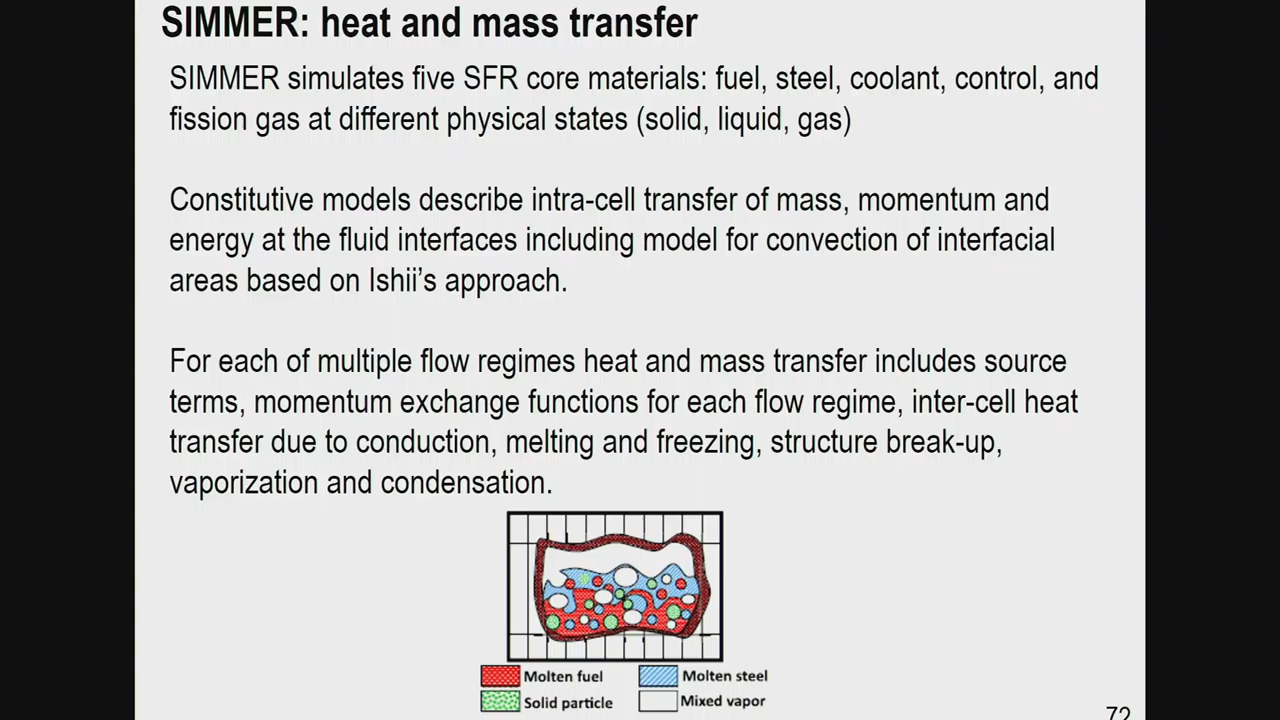 SIMMER: heat and mass transfer
SIMMER simulates five SFR core materials: fuel, steel, coolant, control, and
fission gas at different physical states (solid, liquid, gas)
Constitutive models describe intra-cell transfer of mass, momentum and
energy at the fluid interfaces including model for convection of interfacial
areas based on Ishii’s approach.
For each of multiple flow regimes heat and mass transfer includes source
terms, momentum exchange functions for each flow regime, inter-cell heat
transfer due to conduction, melting and freezing, structure break-up,
vaporization and condensation.
Molten fuel
Molten steel
Solid particle
Mixed vapor
72